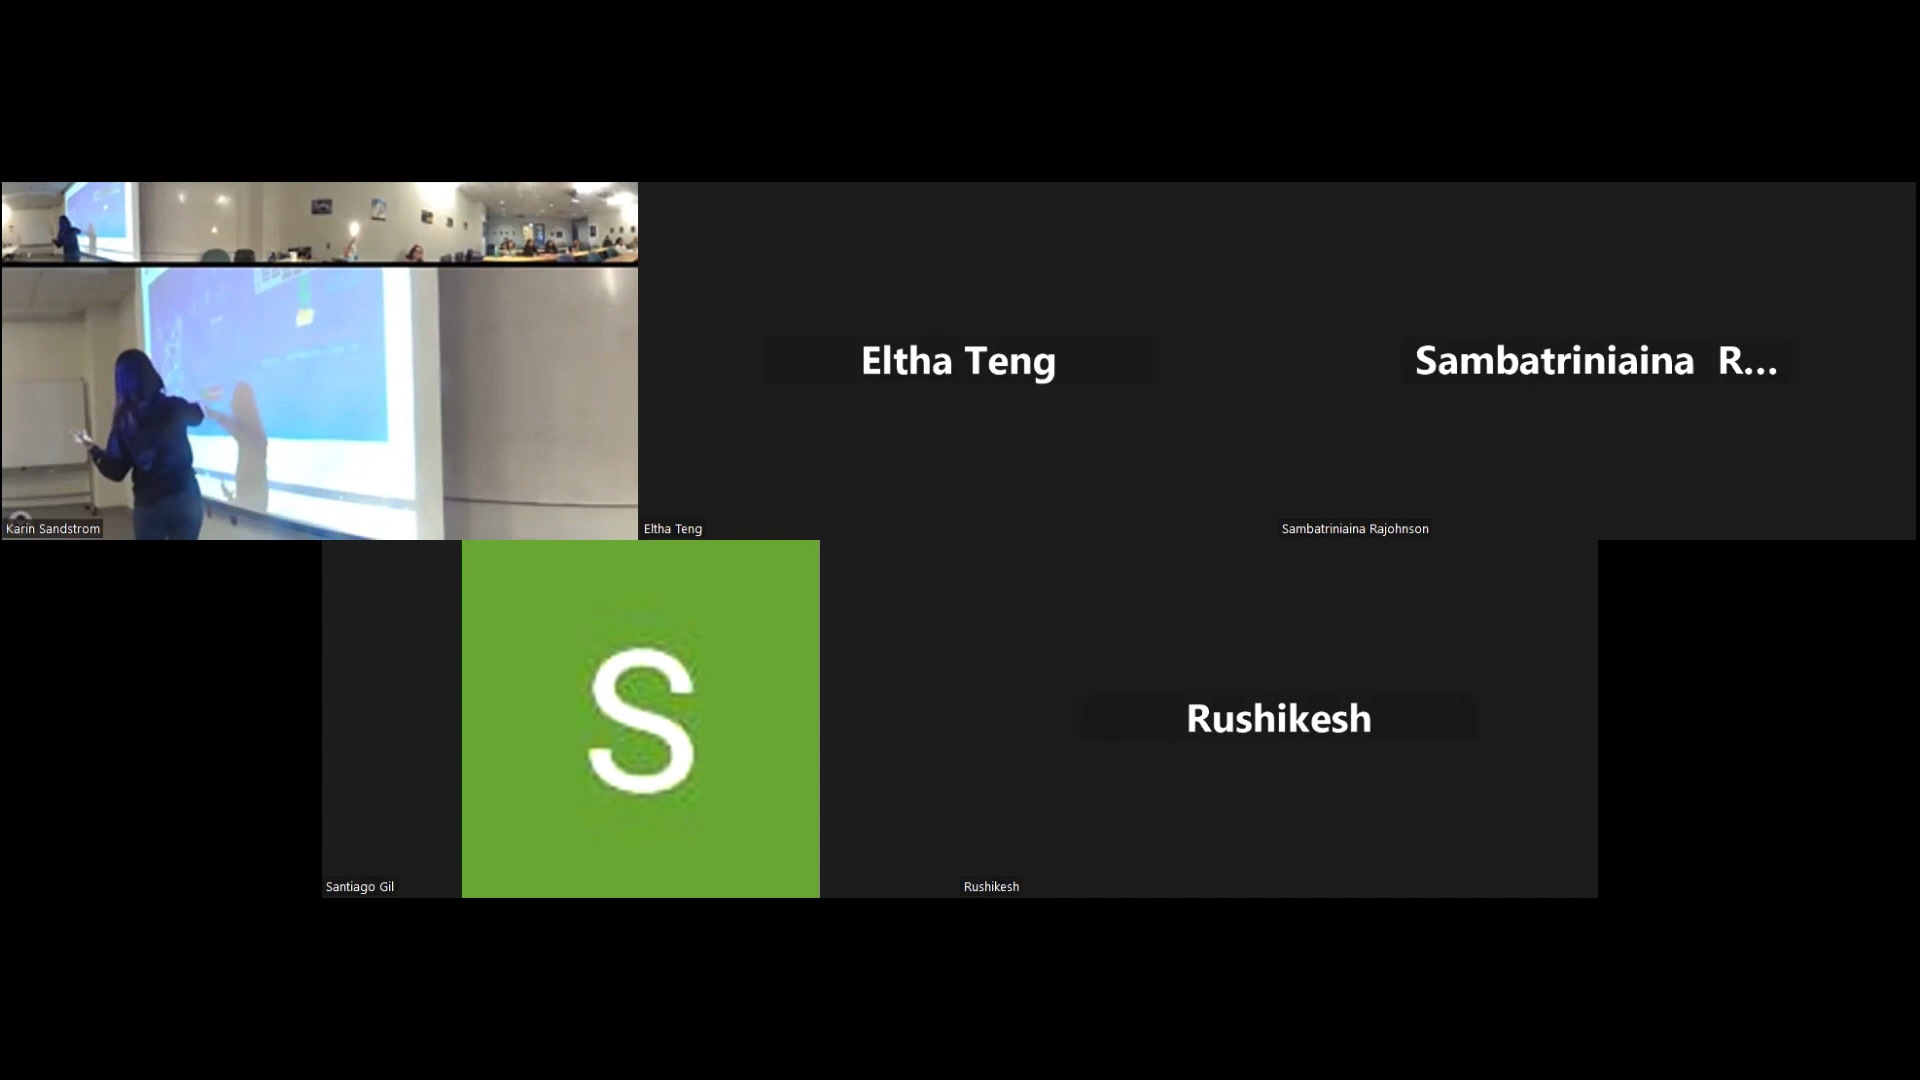 Eltha Teng
Sambatriniaina R...
Karin Sandstrom
Eltha Teng
Sambatriniaina Rajohnson
S
Rushikesh
Santiago Gil
Rushikesh